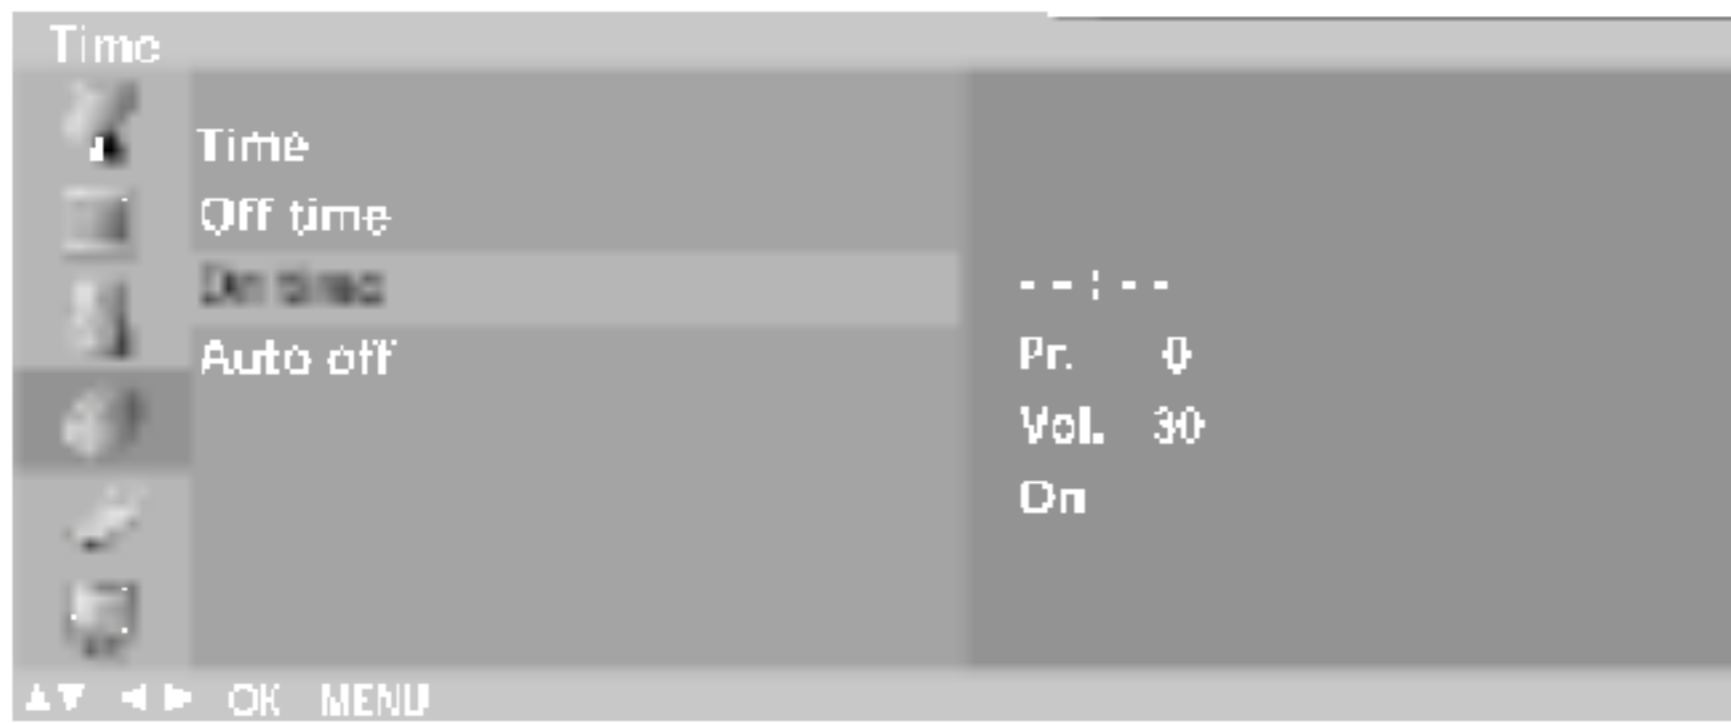 Time
Time
Off time
On time
Auto off
--:--
Pr. 0
Vol. 30
On
▲▼ ◀▶ OK MENU